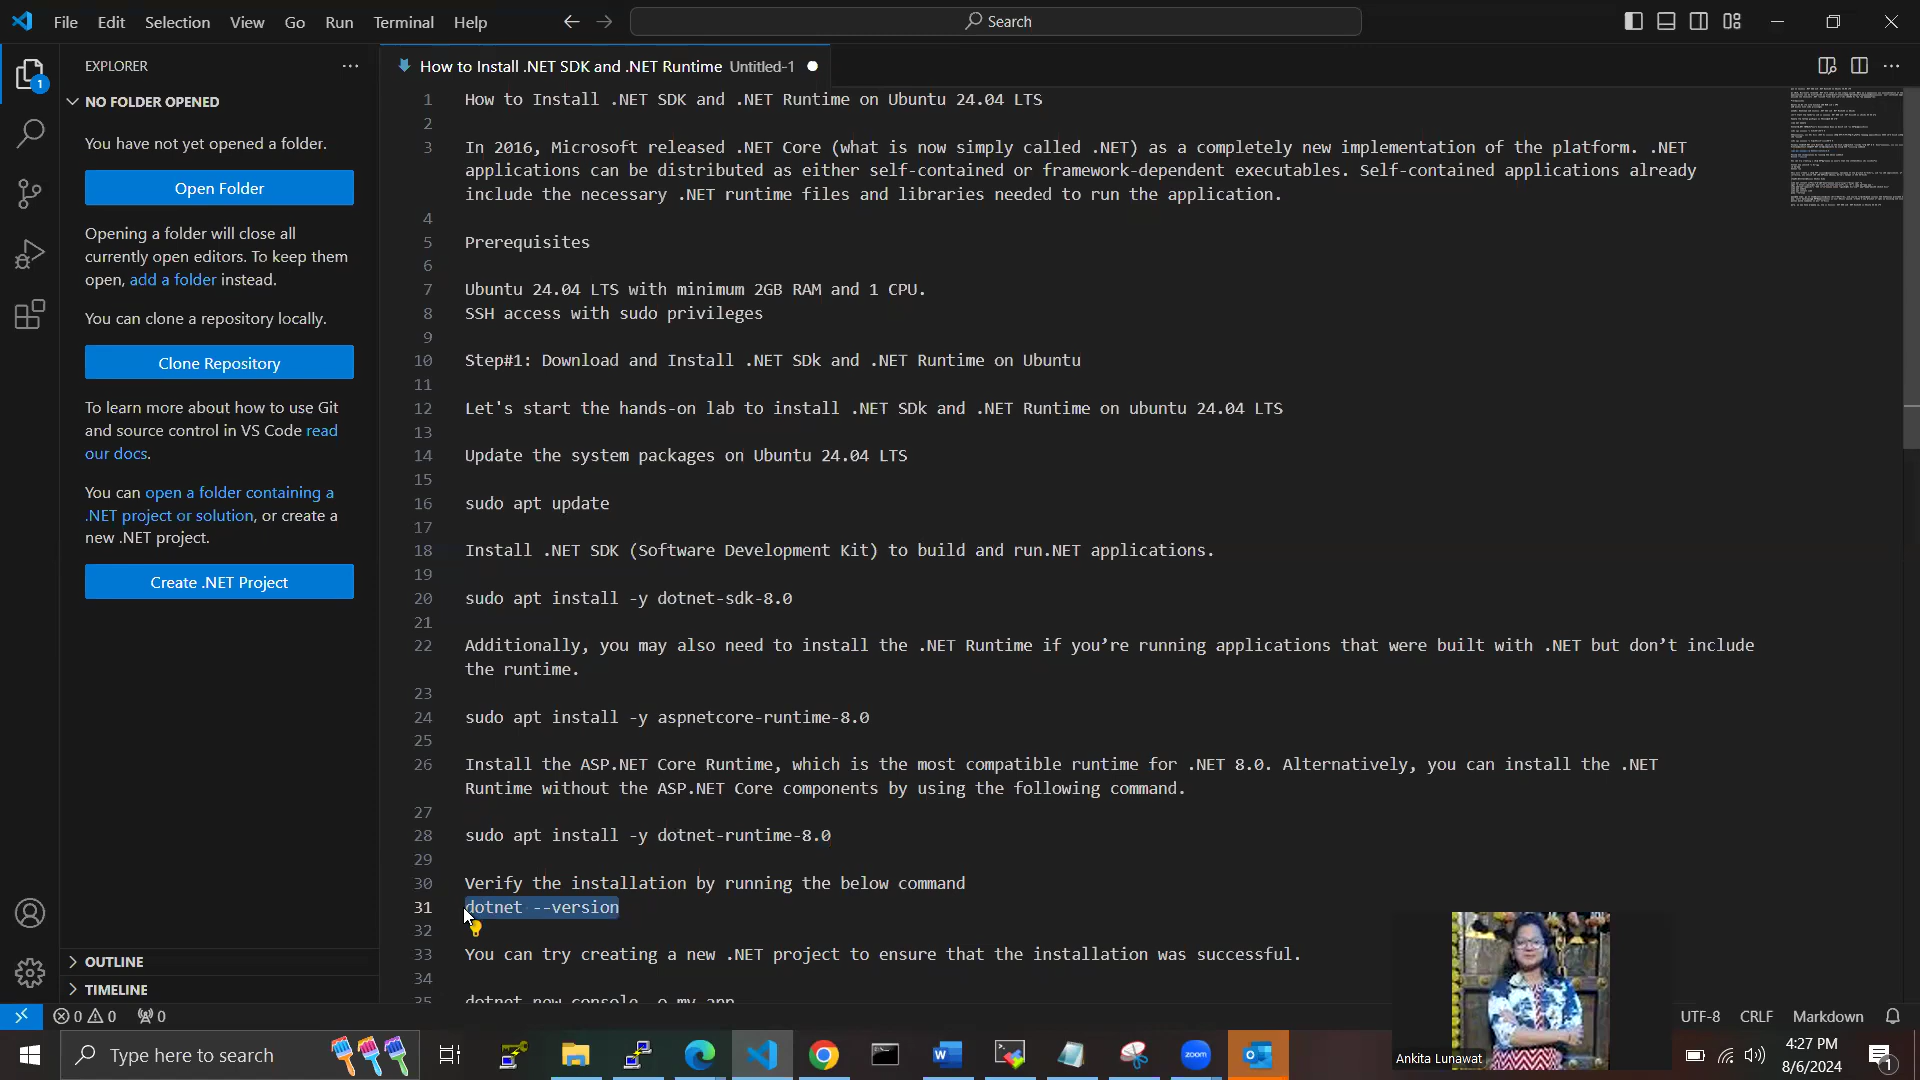 File Edit Selection View Go Run Terminal Help
Search
EXPLORER
How to Install .NET SDK and .NET Runtime Untitled-1
NO FOLDER OPENED
You have not yet opened a folder.
Open Folder
Opening a folder will close all
currently open editors. To keep them
open, add a folder instead.
You can clone a repository locally.
Clone Repository
To learn more about how to use Git
and source control in VS Code read
our docs.
You can open a folder containing a
.NET project or solution, or create a
new .NET project.
Create .NET Project
OUTLINE
TIMELINE
1 How to Install .NET SDK and .NET Runtime on Ubuntu 24.04 LTS
2
3 In 2016, Microsoft released .NET Core (what is now simply called .NET) as a completely new implementation of the platform. .NET
applications can be distributed as either self-contained or framework-dependent executables. Self-contained applications already
include the necessary .NET runtime files and libraries needed to run the application.
4
5 Prerequisites
6
7 Ubuntu 24.04 LTS with minimum 2GB RAM and 1 CPU.
8 SSH access with sudo privileges
9
10 Step#1: Download and Install .NET SDk and .NET Runtime on Ubuntu
11
12 Let's start the hands-on lab to install .NET SDk and .NET Runtime on ubuntu 24.04 LTS
13
14 Update the system packages on Ubuntu 24.04 LTS
15
16 sudo apt update
17
18 Install .NET SDK (Software Development Kit) to build and run.NET applications.
19
20 sudo apt install -y dotnet-sdk-8.0
21
22 Additionally, you may also need to install the .NET Runtime if you’re running applications that were built with .NET but don’t include
the runtime.
23
24 sudo apt install -y aspnetcore-runtime-8.0
25
26 Install the ASP.NET Core Runtime, which is the most compatible runtime for .NET 8.0. Alternatively, you can install the .NET
Runtime without the ASP.NET Core components by using the following command.
27
28 sudo apt install -y dotnet-runtime-8.0
29
30 Verify the installation by running the below command
31 dotnet --version
32
33 You can try creating a new .NET project to ensure that the installation was successful.
34
35 dotnet new console -o my_app
Ankita Lunawat
0 0 0
UTF-8 CRLF Markdown
Type here to search
zoom
4:27 PM
8/6/2024
1
1